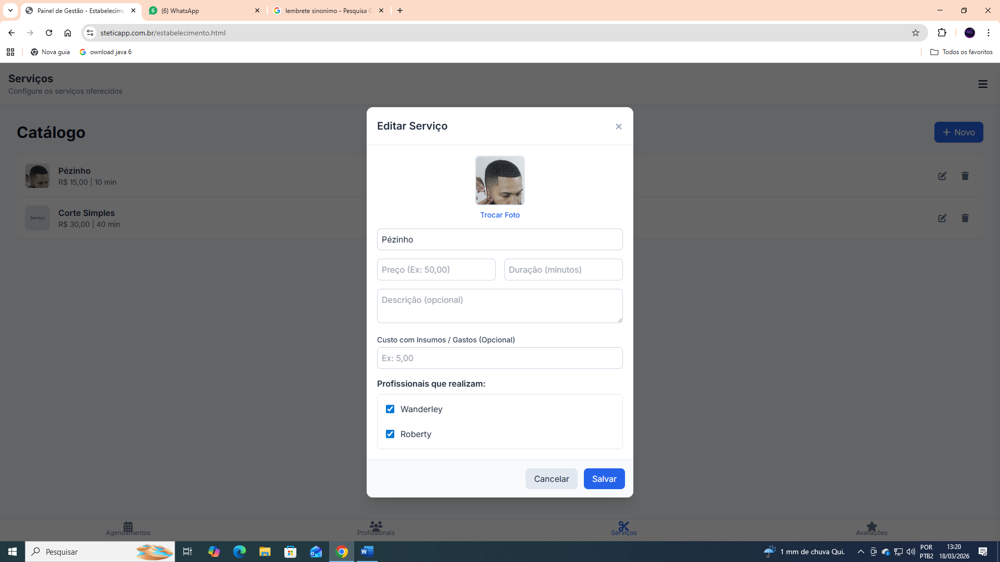 Painel de Gestão - Estabelecim
(6) WhatsApp
lembrete sinonimo - Pesquisa G
steticapp.com.br/estabelecimento.html
Nova guia
ownload java 6
Todos os favoritos
Serviços
Configure os serviços oferecidos
Catálogo
Novo
Pézinho
R$ 15,00 | 10 min
Serviço
Corte Simples
R$ 30,00 | 40 min
Editar Serviço
Trocar Foto
Pézinho
Preço (Ex: 50,00)
Duração (minutos)
Descrição (opcional)
Custo com Insumos / Gastos (Opcional)
Ex: 5,00
Profissionais que realizam:
Wanderley
Roberty
Cancelar
Salvar
Agendamentos
Profissionais
Serviços
Avaliações
Pesquisar
1 mm de chuva Qui.
POR
PTB2
13:20
18/03/2026